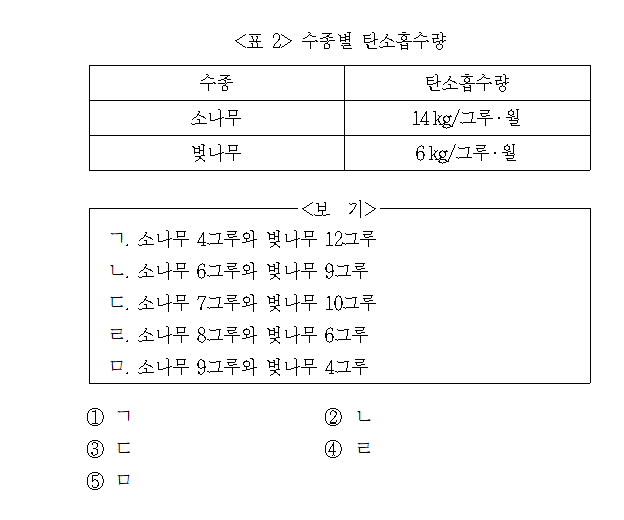 <표 2> 수종별 탄소흡수량
수종 탄소흡수량
소나무 14 kg/그루·월
벚나무 6 kg/그루·월
<보 기>
ㄱ. 소나무 4그루와 벚나무 12그루
ㄴ. 소나무 6그루와 벚나무 9그루
ㄷ. 소나무 7그루와 벚나무 10그루
ㄹ. 소나무 8그루와 벚나무 6그루
ㅁ. 소나무 9그루와 벚나무 4그루
① ㄱ ② ㄴ
③ ㄷ ④ ㄹ
⑤ ㅁ